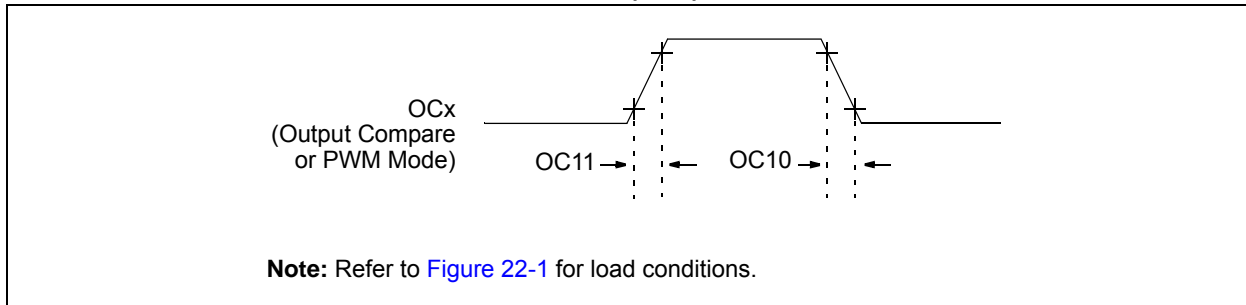 OCx
(Output Compare
or PWM Mode)
OC11
OC10
Note: Refer to Figure 22-1 for load conditions.